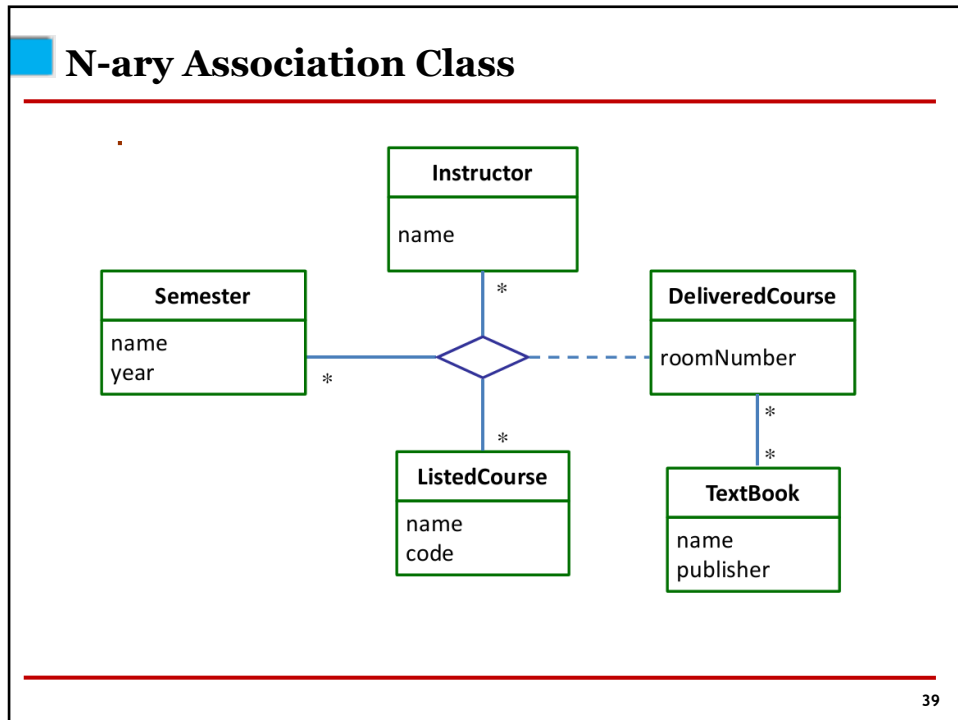 N-ary Association Class
Instructor
name
*
Semester
name
year
*
DeliveredCourse
roomNumber
*
*
ListedCourse
name
code
*
TextBook
name
publisher
39